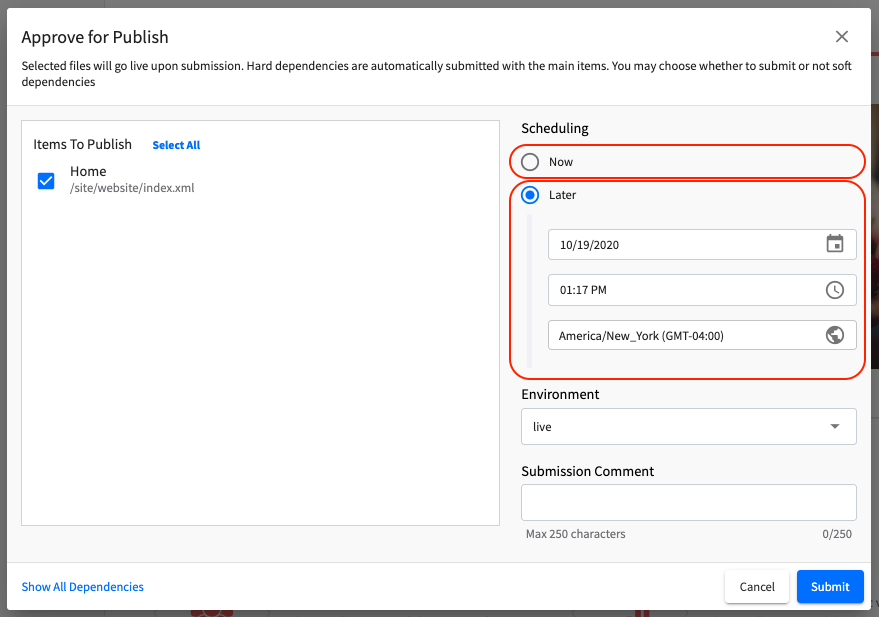 Approve for Publish
Selected files will go live upon submission. Hard dependencies are automatically submitted with the main items. You may choose whether to submit or not soft
dependencies
Items To Publish Select All
Home
/site/website/index.xml
Scheduling
Now
Later
10/19/2020
01:17 PM
America/New_York (GMT-04:00)
Environment
live
Submission Comment
Max 250 characters 0/250
Show All Dependencies
Cancel Submit